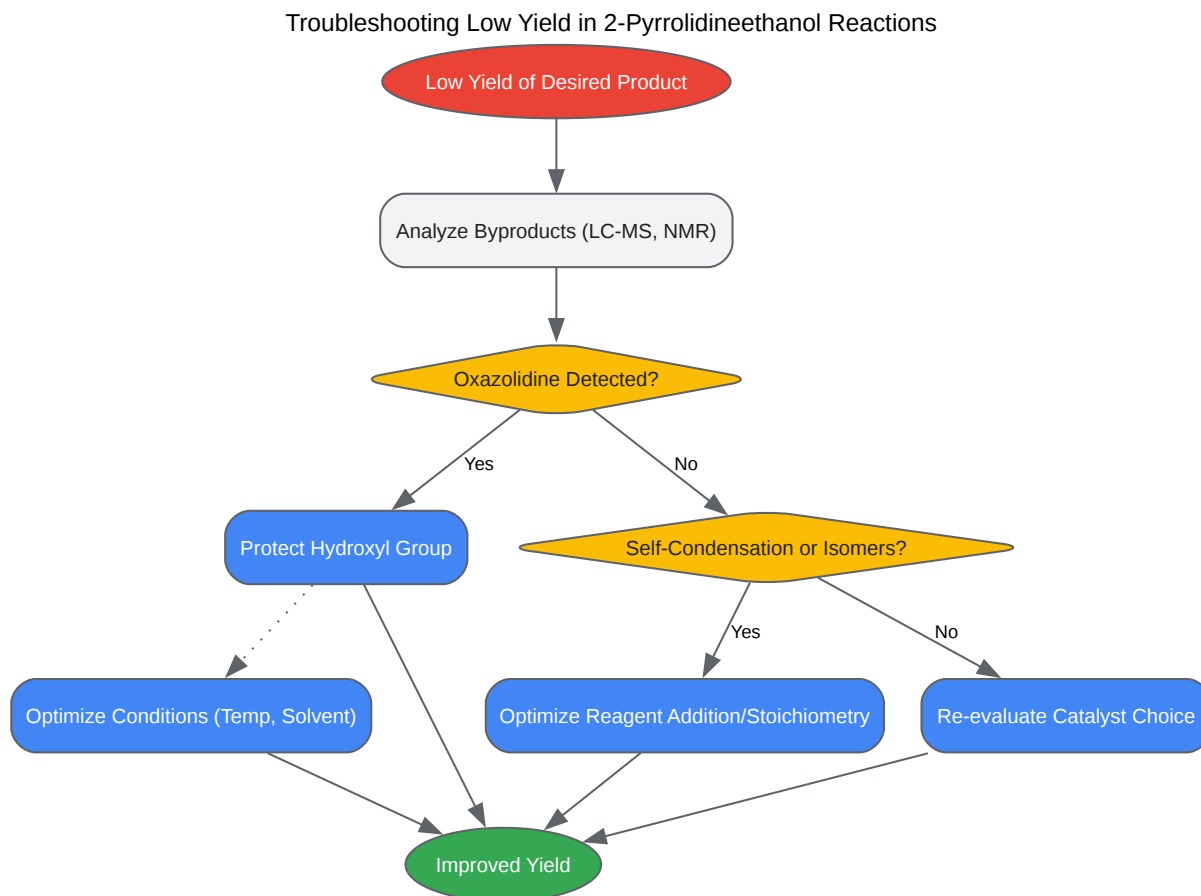 Troubleshooting Low Yield in 2-Pyrrolidineethanol Reactions
Low Yield of Desired Product
Analyze Byproducts (LC-MS, NMR)
Oxazolidine Detected?
Yes
No
Protect Hydroxyl Group
Self-Condensation or Isomers?
Yes
No
Optimize Conditions (Temp, Solvent)
Optimize Reagent Addition/Stoichiometry
Re-evaluate Catalyst Choice
Improved Yield